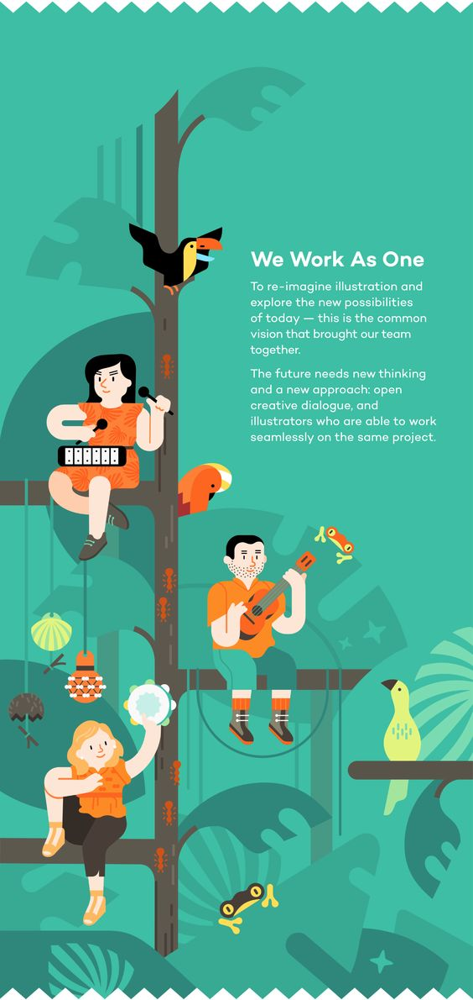 We Work As One
To re-imagine illustration and
explore the new possibilities
of today — this is the common
vision that brought our team
together.
The future needs new thinking
and a new approach: open
creative dialogue, and
illustrators who are able to work
seamlessly on the same project.